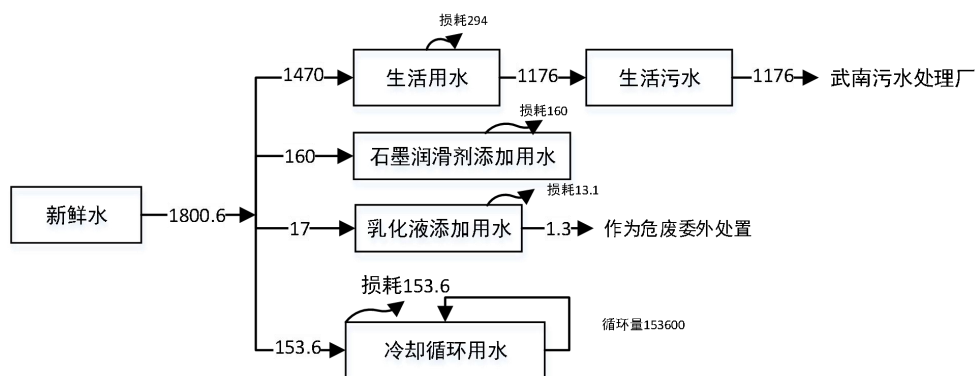 损耗294
1470
生活用水
1176
生活污水
1176
武南污水处理厂
损耗160
160
石墨润滑剂添加用水
新鲜水
1800.6
损耗13.1
17
乳化液添加用水
1.3
作为危废委外处置
损耗153.6
循环量153600
153.6
冷却循环用水